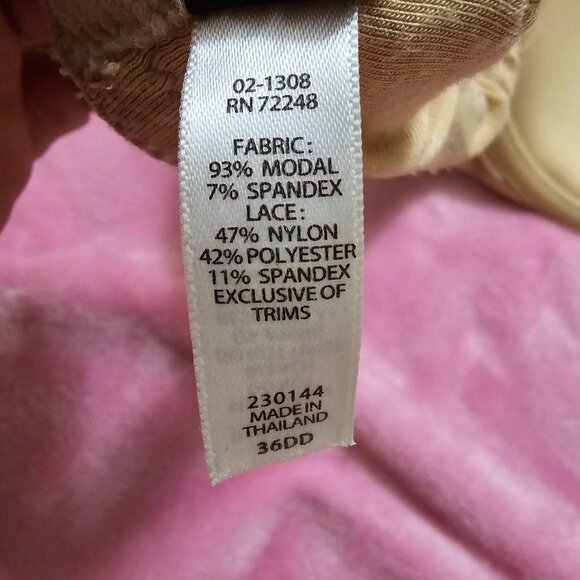 02-1308
RN 72248
FABRIC:
93% MODAL
7% SPANDEX
LACE:
47% NYLON
42% POLYESTER
11% SPANDEX
EXCLUSIVE OF
TRIMS
230144
MADE IN
THAILAND
36DD